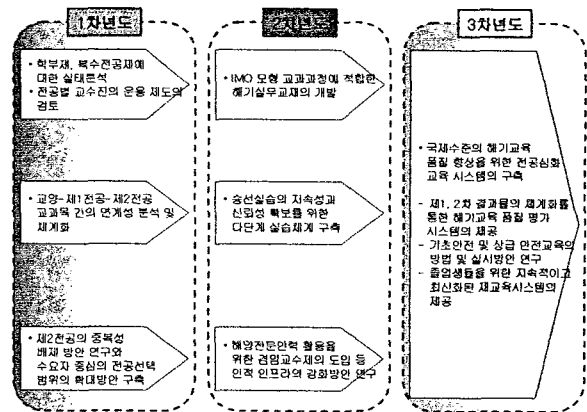 1차년도
• 학부제, 복수전공제에
대한 실태분석
• 전공별 교수진의 운용 제도의
검토
교양-제1전공-제2전공
교과목 간의 연계성 분석 및
체계화
• 제2전공의 중복성
배제 방안 연구와
수요자 중심의 전공선택
범위의 확대방안 구축
2차년도
• IMO 모형 교과과정에 적합한
해기실무교재의 개발
승선실습의 지속성과
신뢰성 확보를 위한
다단계 실습체계 구축
• 해양전문인력 활용을
위한 겸임교수제의 도입 등
인적 인프라의 강화방안 연구
3차년도
• 국제수준의 해기교육
품질 향상을 위한 전공심화
교육 시스템의 구축
- 제1, 2차 결과물의 체계화를
통한 해기교육 품질 평가
시스템의 제공
- 기초안전 및 상급 안전교육의
방법 및 실시방안 연구
- 졸업생들을 위한 지속적이고
최신화된 재교육시스템의
제공